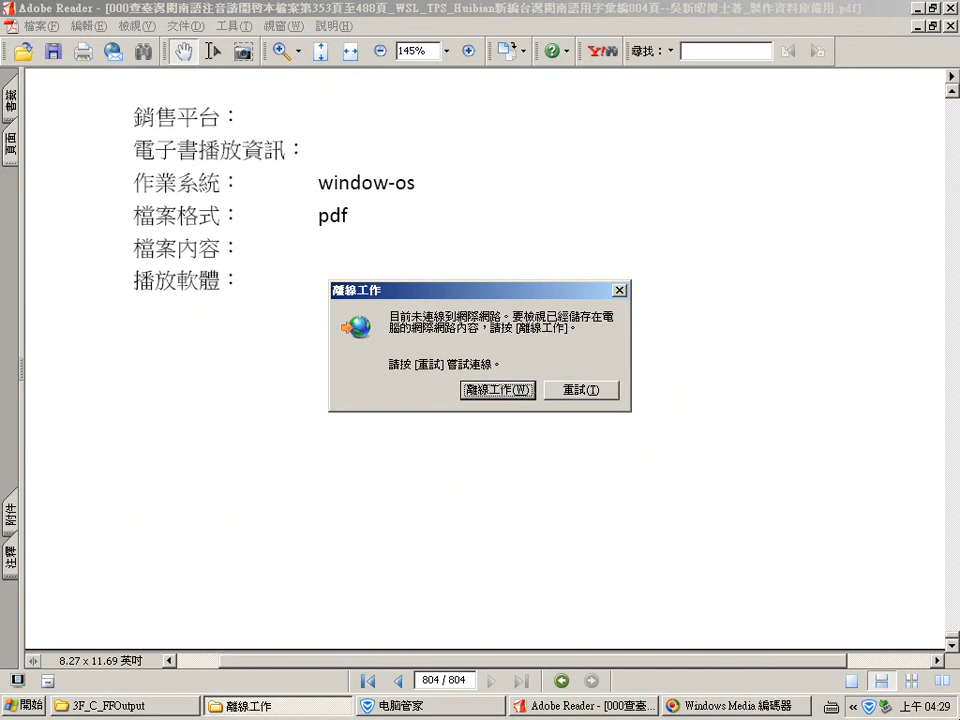 Adobe Reader - [000查臺灣閩南語注音請開啓本檔案第353頁至488頁_WSL_TPS_Huibian新編台灣閩南語用字彙編804頁--吳新昭博士著_製作資料庫備用.pdf]
檔案(F) 編輯(E) 檢視(V) 文件(D) 工具(T) 視窗(W) 說明(H)
145% Y! 尋找：
書籤
頁面
銷售平台：
電子書播放資訊：
作業系統： window-os
檔案格式： pdf
檔案內容：
播放軟體：
離線工作
目前未連線到網際網路。要檢視已經儲存在電
腦的網際網路內容，請按 [離線工作]。
請按 [重試] 嘗試連線。
離線工作(W) 重試(T)
附件
注釋
8.27 x 11.69 英吋
804 / 804
開始 3F_C_FFOutput 離線工作 电脑管家 Adobe Reader - [000查臺... Windows Media 編碼器 « 上午 04:29